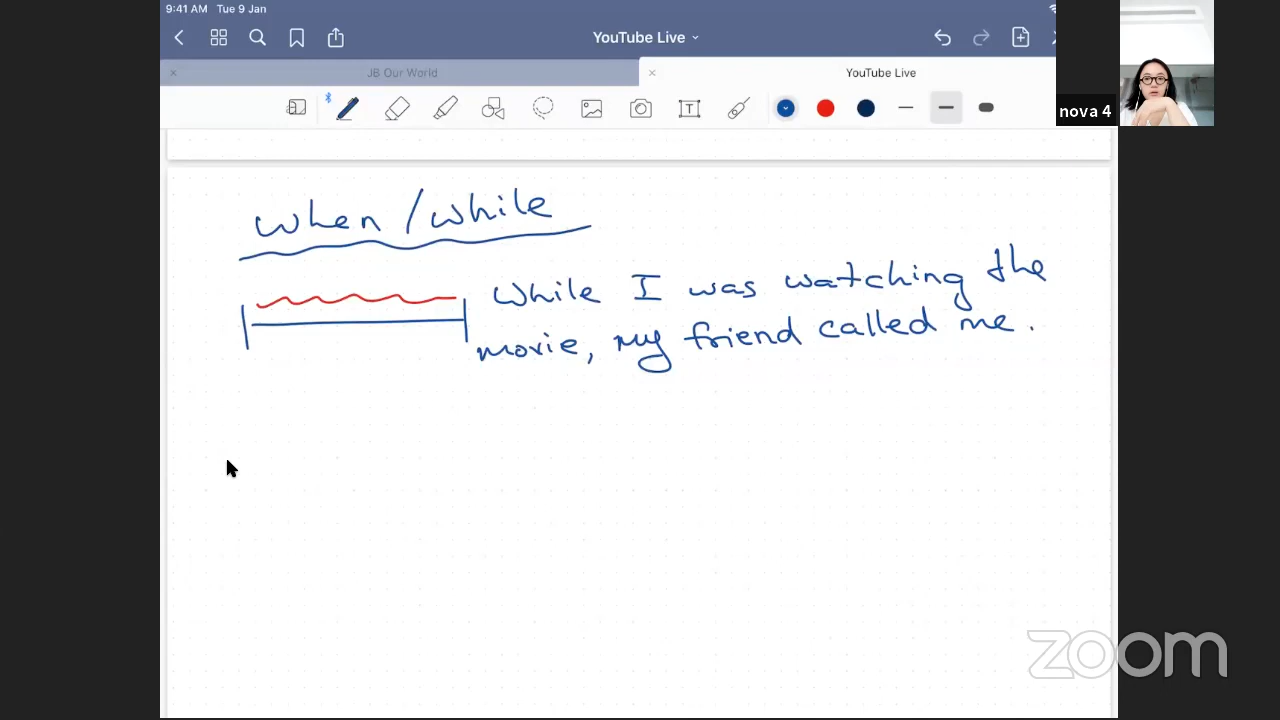 9:41 AM Tue 9 Jan
YouTube Live
JB Our World
YouTube Live
nova 4
when / while
While I was watching the
movie, my friend called me.
zoom